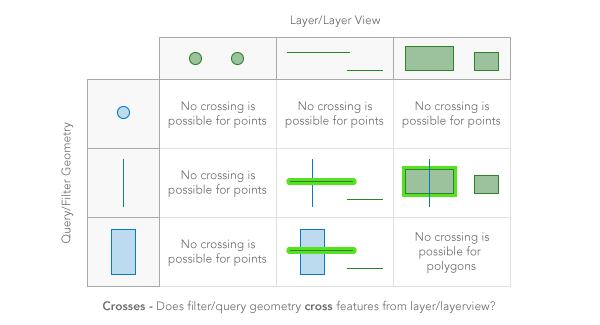 Layer/Layer View
Query/Filter Geometry
No crossing is
possible for points
No crossing is
possible for points
No crossing is
possible for points
No crossing is
possible for points
No crossing is
possible for points
No crossing is
possible for
polygons
Crosses - Does filter/query geometry cross features from layer/layerview?